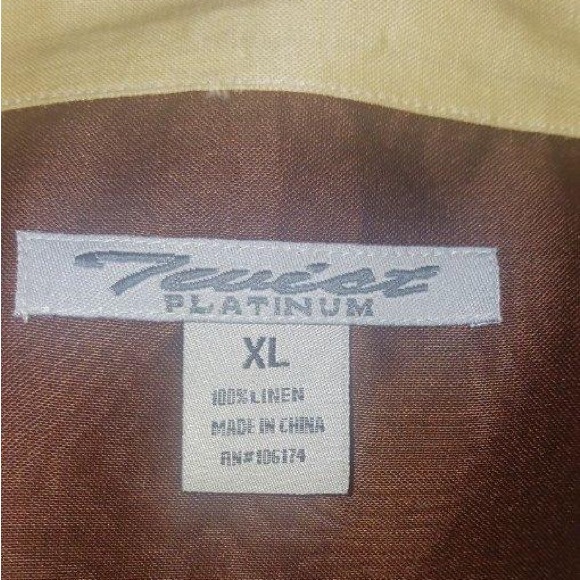 Twist
PLATINUM
XL
100% LINEN
MADE IN CHINA
RN#106174